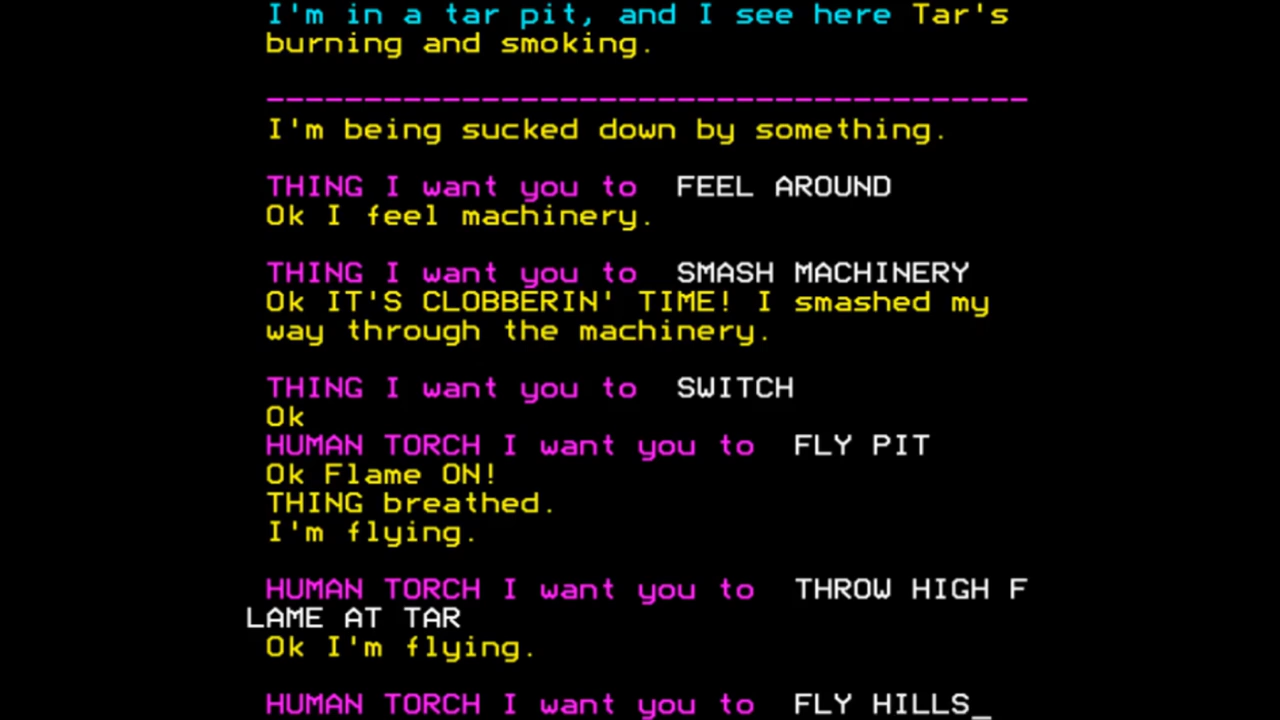 I'm in a tar pit, and I see here Tar's
burning and smoking.
---------------------------------------
I'm being sucked down by something.
THING I want you to  FEEL AROUND
Ok I feel machinery.
THING I want you to  SMASH MACHINERY
Ok IT'S CLOBBERIN' TIME! I smashed my
way through the machinery.
THING I want you to  SWITCH
Ok
HUMAN TORCH I want you to  FLY PIT
Ok Flame ON!
THING breathed.
I'm flying.
HUMAN TORCH I want you to  THROW HIGH F
LAME AT TAR
Ok I'm flying.
HUMAN TORCH I want you to  FLY HILLS_